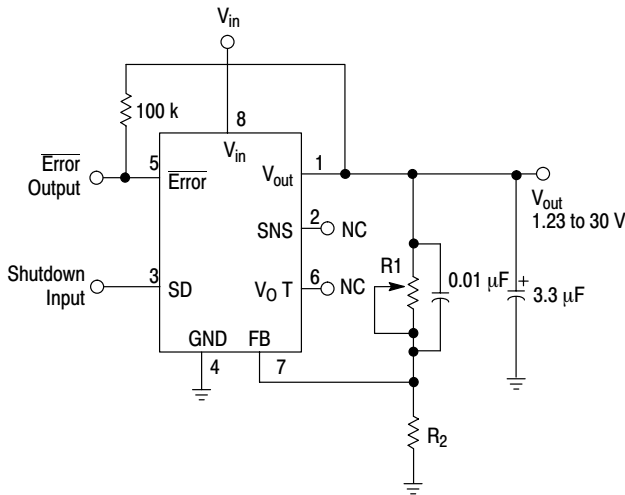 V_in
100 k
8
V_in
Error
Output
5
Error
V_out
1
V_out
1.23 to 30 V
SNS
2
NC
Shutdown
Input
3
SD
V_O T
6
NC
R1
0.01 µF
+
3.3 µF
GND
FB
4
7
R_2